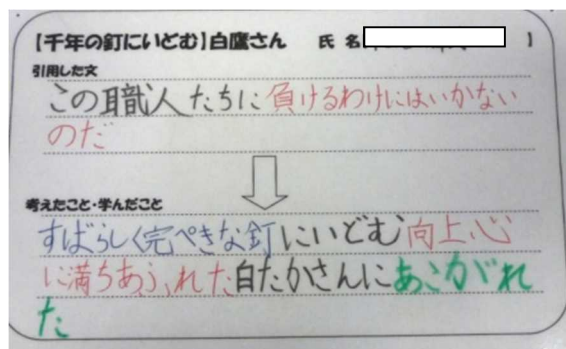 【千年の釘にいどむ】白鷹さん 氏名 】
引用した文
この職人たちに負けるわけにはいかない
のだ
考えたこと・学んだこと
すばらしく完ぺきな釘にいどむ向上心
に満ちあふれた白たかさんにあこがれ
た